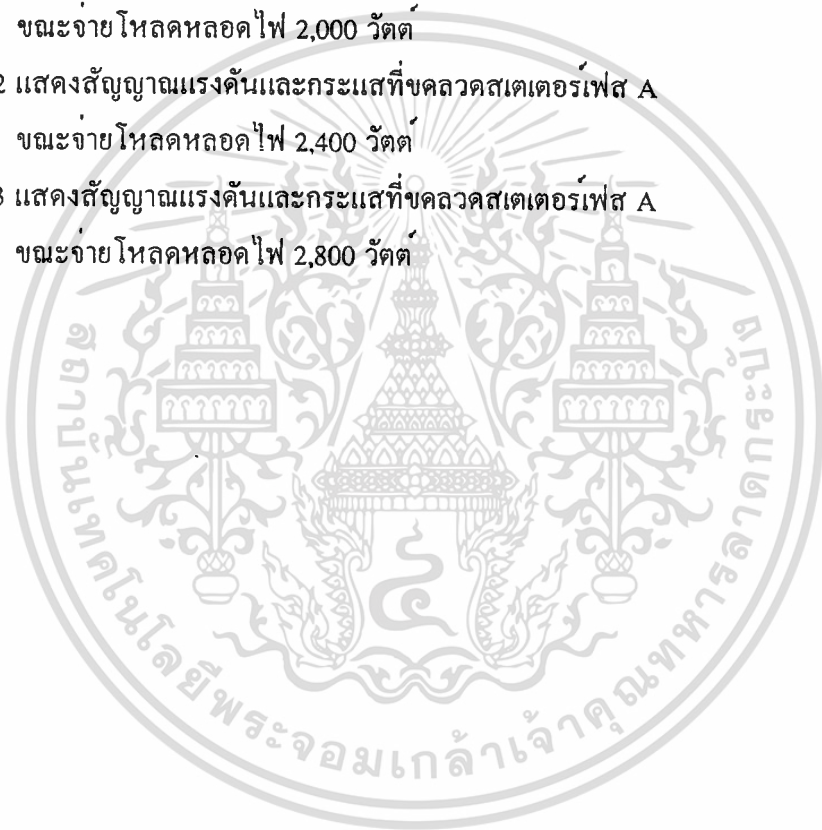 ขณะจ่ายโหลดหลอดไฟ 2,000 วัตต์
2 แสดงสัญญาณแรงดันและกระแสที่ขดลวดสเตเตอร์เฟส A
ขณะจ่ายโหลดหลอดไฟ 2,400 วัตต์
3 แสดงสัญญาณแรงดันและกระแสที่ขดลวดสเตเตอร์เฟส A
ขณะจ่ายโหลดหลอดไฟ 2,800 วัตต์
สถาบันเทคโนโลยีพระจอมเกล้าเจ้าคุณทหารลาดกระบัง